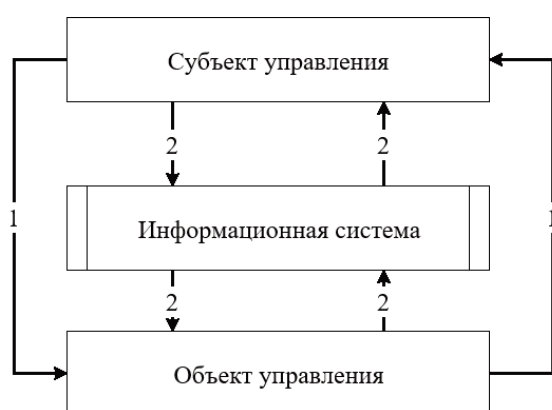 Субъект управления
2 2
1 Информационная система 1
2 2
Объект управления